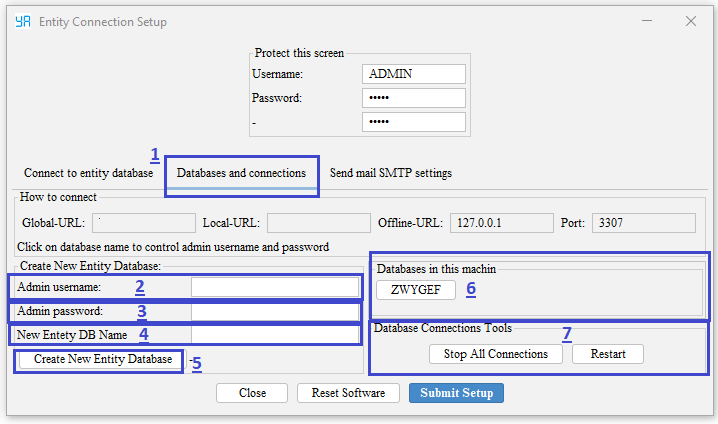 YA Entity Connection Setup
Protect this screen
Username: ADMIN
Password: •••••
- •••••
1
Connect to entity database Databases and connections Send mail SMTP settings
How to connect
Global-URL: Local-URL: Offline-URL: 127.0.0.1 Port: 3307
Click on database name to control admin username and password
Create New Entity Database:
Admin username: 2
Admin password: 3
New Entety DB Name 4
Create New Entity Database - 5
Databases in this machin
ZWYGEF 6
Database Connections Tools 7
Stop All Connections Restart
Close Reset Software Submit Setup